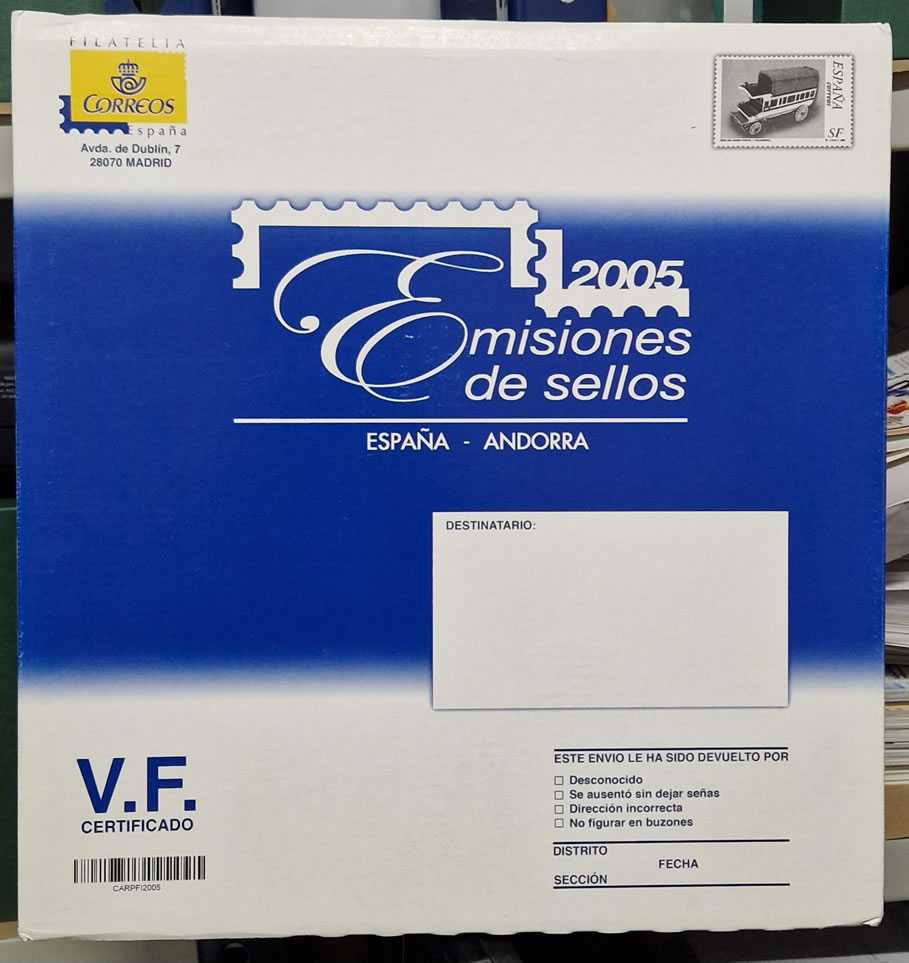 FILATELIA
CORREOS
España
Avda. de Dublín, 7
28070 MADRID
ESPAÑA
CORREOS
SF
2005
Emisiones
de sellos
ESPAÑA - ANDORRA
DESTINATARIO:
V.F.
CERTIFICADO
CARPFI2005
ESTE ENVIO LE HA SIDO DEVUELTO POR
Desconocido
Se ausentó sin dejar señas
Dirección incorrecta
No figurar en buzones
DISTRITO
FECHA
SECCIÓN